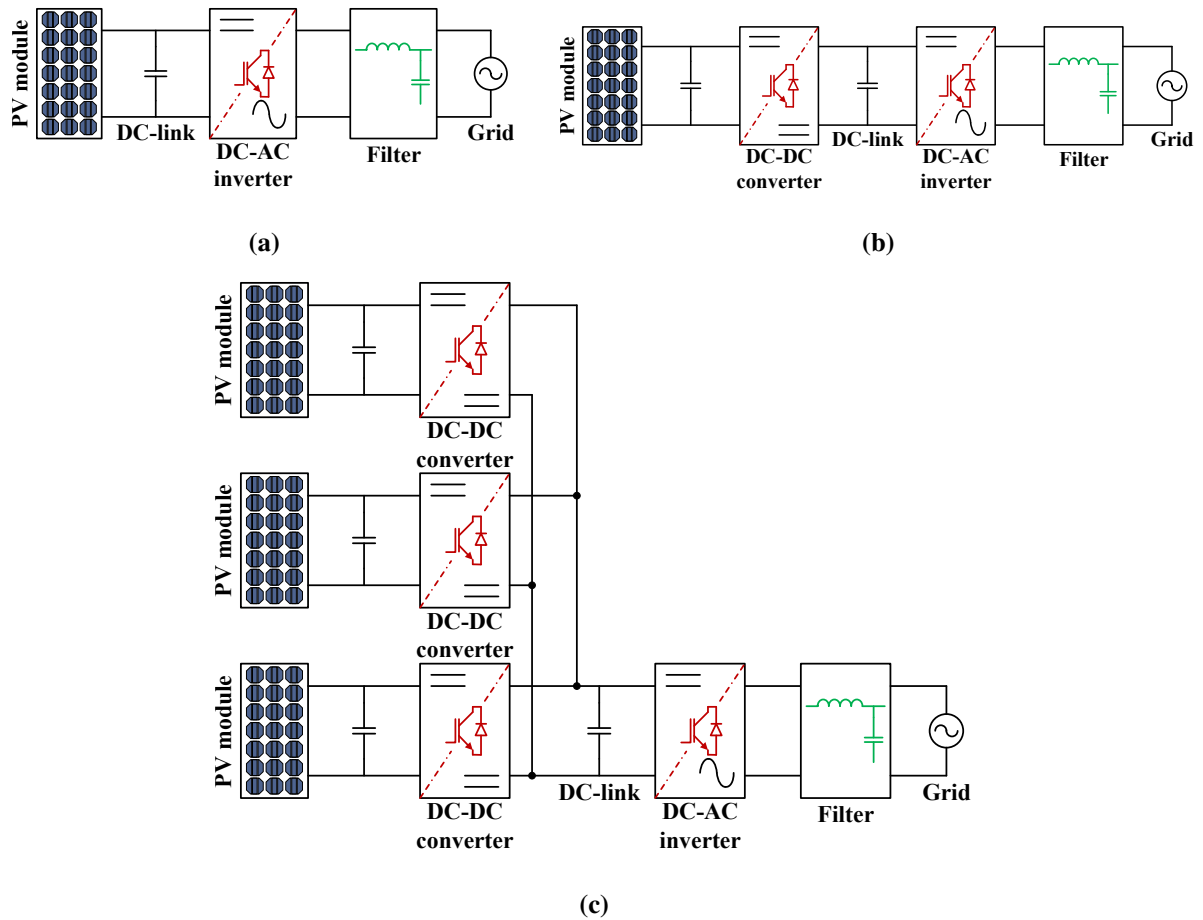 PV module
DC-link
DC-AC
inverter
Filter
Grid
(a)
PV module
DC-DC
converter
DC-link
DC-AC
inverter
Filter
Grid
(b)
PV module
DC-DC
converter
PV module
DC-DC
converter
PV module
DC-DC
converter
DC-link
DC-AC
inverter
Filter
Grid
(c)